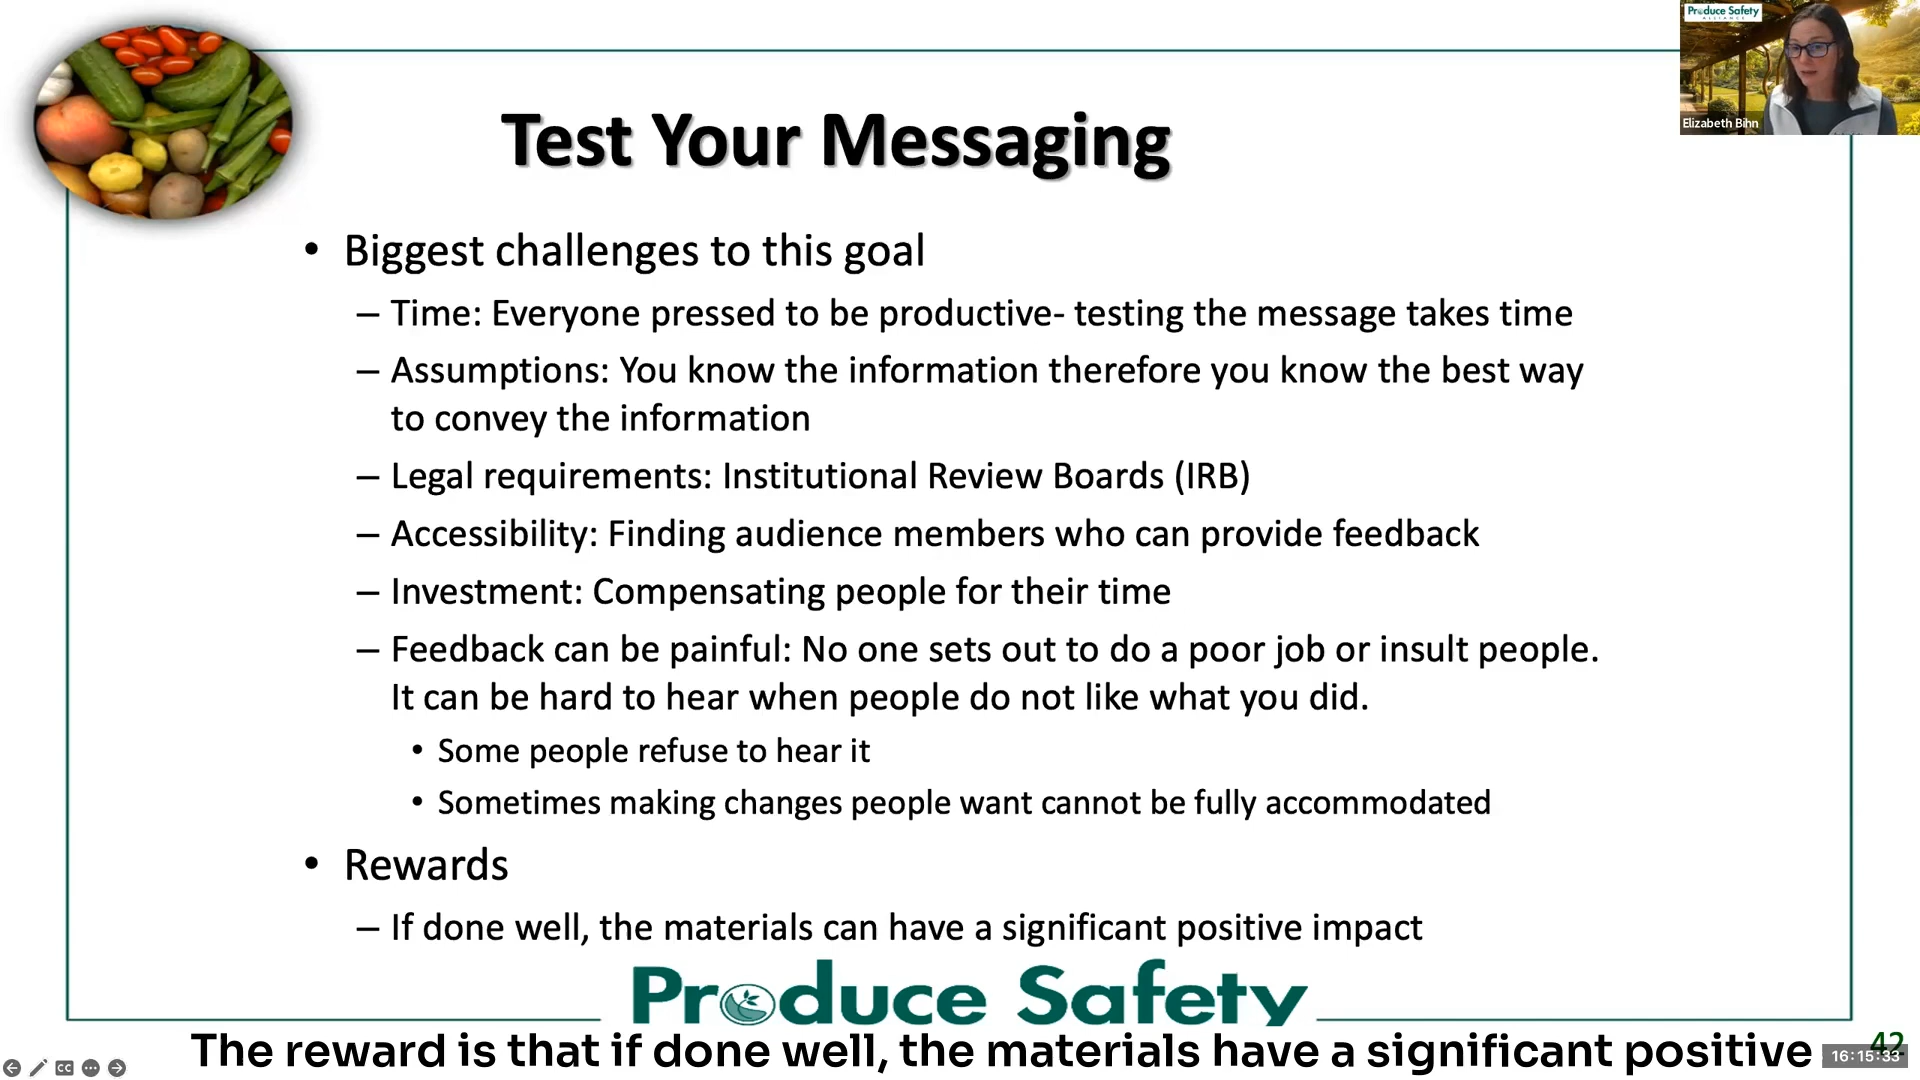 Produce Safety
ALLIANCE
Elizabeth Bihn
Test Your Messaging
• Biggest challenges to this goal
– Time: Everyone pressed to be productive- testing the message takes time
– Assumptions: You know the information therefore you know the best way
to convey the information
– Legal requirements: Institutional Review Boards (IRB)
– Accessibility: Finding audience members who can provide feedback
– Investment: Compensating people for their time
– Feedback can be painful: No one sets out to do a poor job or insult people.
It can be hard to hear when people do not like what you did.
• Some people refuse to hear it
• Sometimes making changes people want cannot be fully accommodated
• Rewards
– If done well, the materials can have a significant positive impact
Produce Safety
The reward is that if done well, the materials have a significant positive
42
16:15:33
CC